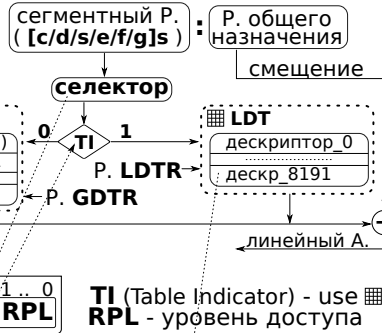 сегментный Р.
( [c/d/s/e/f/g]s )
:
Р. общего
назначения
смещение
селектор
0
TI
1
LDT
дескриптор_0
дескр_8191
)
Р. LDTR
Р. GDTR
линейный А.
1 .. 0
RPL
TI (Table Indicator) - use
RPL - уровень доступа